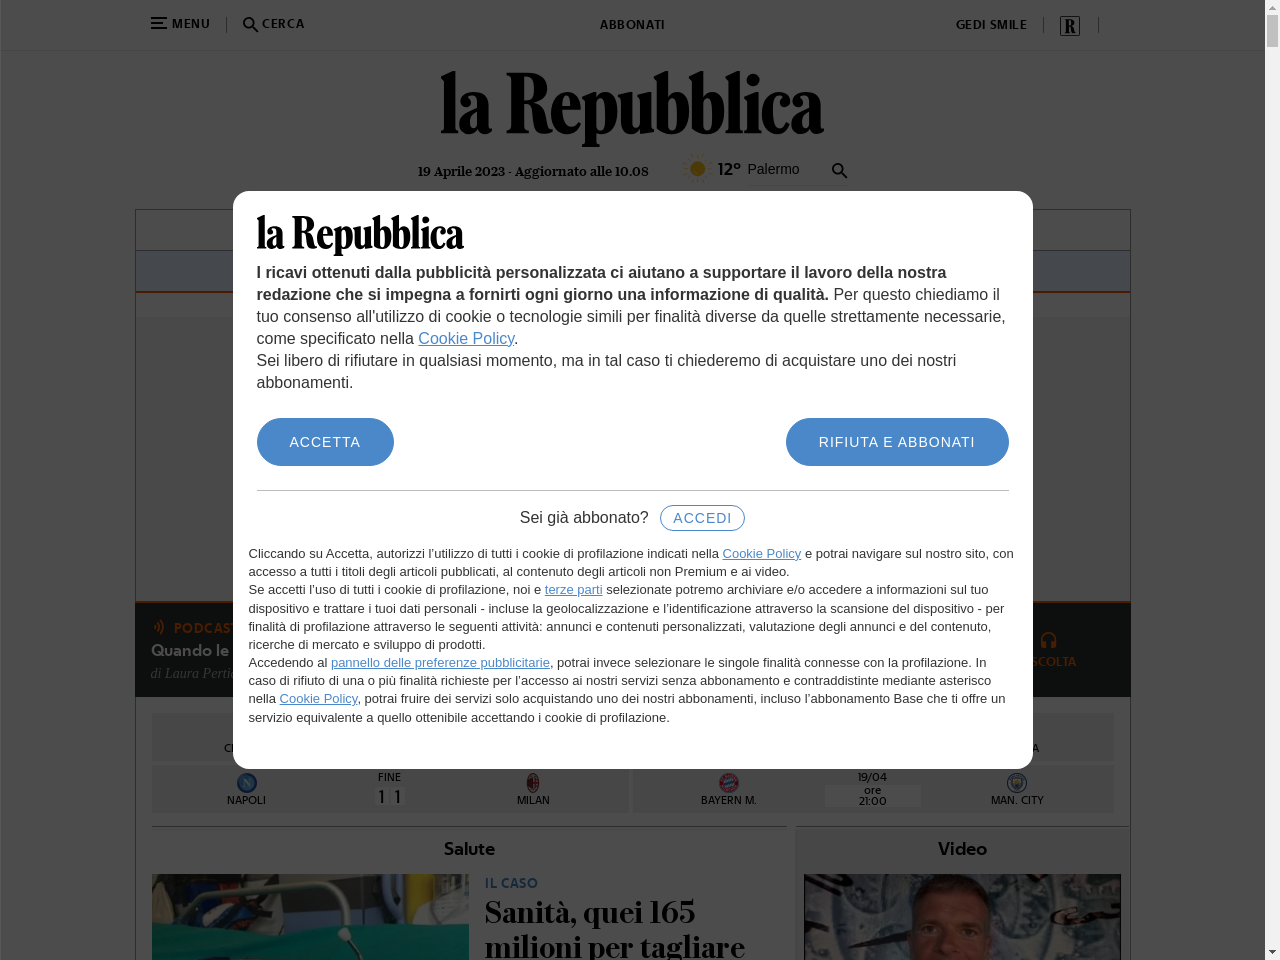 MENU
CERCA
ABBONATI
GEDI SMILE
R
la Repubblica
19 Aprile 2023 - Aggiornato alle 10.08
12° Palermo
la Repubblica
I ricavi ottenuti dalla pubblicità personalizzata ci aiutano a supportare il lavoro della nostra
redazione che si impegna a fornirti ogni giorno una informazione di qualità. Per questo chiediamo il
tuo consenso all'utilizzo di cookie o tecnologie simili per finalità diverse da quelle strettamente necessarie,
come specificato nella Cookie Policy.
Sei libero di rifiutare in qualsiasi momento, ma in tal caso ti chiederemo di acquistare uno dei nostri
abbonamenti.
ACCETTA
RIFIUTA E ABBONATI
Sei già abbonato? ACCEDI
Cliccando su Accetta, autorizzi l’utilizzo di tutti i cookie di profilazione indicati nella Cookie Policy e potrai navigare sul nostro sito, con
accesso a tutti i titoli degli articoli pubblicati, al contenuto degli articoli non Premium e ai video.
Se accetti l’uso di tutti i cookie di profilazione, noi e terze parti selezionate potremo archiviare e/o accedere a informazioni sul tuo
dispositivo e trattare i tuoi dati personali - incluse la geolocalizzazione e l’identificazione attraverso la scansione del dispositivo - per
finalità di profilazione attraverso le seguenti attività: annunci e contenuti personalizzati, valutazione degli annunci e del contenuto,
ricerche di mercato e sviluppo di prodotti.
Accedendo al pannello delle preferenze pubblicitarie, potrai invece selezionare le singole finalità connesse con la profilazione. In
caso di rifiuto di una o più finalità richieste per l’accesso ai nostri servizi senza abbonamento e contraddistinte mediante asterisco
nella Cookie Policy, potrai fruire dei servizi solo acquistando uno dei nostri abbonamenti, incluso l’abbonamento Base che ti offre un
servizio equivalente a quello ottenibile accettando i cookie di profilazione.
PODCAST
Quando le
di Laura
NAPOLI
FINE
1 1
MILAN
BAYERN M.
19/04
ore
21:00
MAN. CITY
Salute
Video
IL CASO
Sanità, quei 165
milioni per tagliare